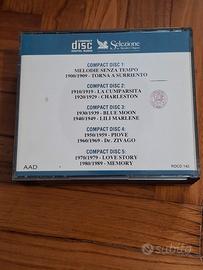 COMPACT
disc
DIGITAL AUDIO
Selezione
COMPACT DISC 1:
MELODIE SENZA TEMPO
1900/1909 - TORNA A SURRIENTO
COMPACT DISC 2:
1910/1919 - LA CUMPARSITA
1920/1929 - CHARLESTON
COMPACT DISC 3:
1930/1939 - BLUE MOON
1940/1949 - LILI MARLENE
COMPACT DISC 4:
1950/1959 - PIOVE
1960/1969 - Dr. ZIVAGO
COMPACT DISC 5:
1970/1979 - LOVE STORY
1980/1989 - MEMORY
AAD
subito